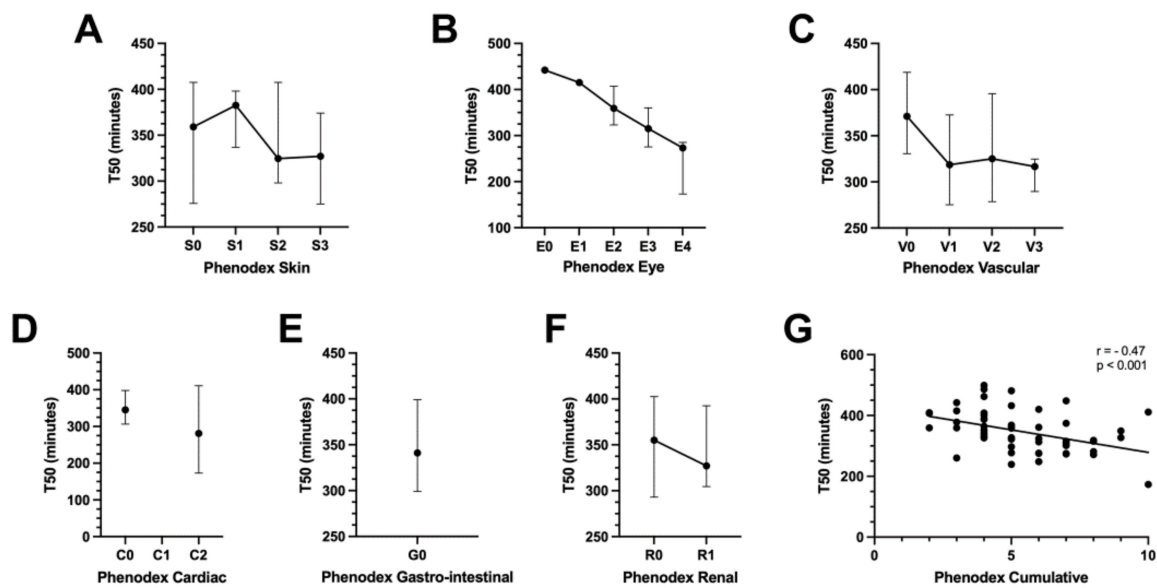 A
T50 (minutes)
450
400
350
300
250
S0 S1 S2 S3
Phenodex Skin
B
T50 (minutes)
500
400
300
200
100
E0 E1 E2 E3 E4
Phenodex Eye
C
T50 (minutes)
450
400
350
300
250
V0 V1 V2 V3
Phenodex Vascular
D
T50 (minutes)
500
400
300
200
100
0
C0 C1 C2
Phenodex Cardiac
E
T50 (minutes)
450
400
350
300
250
G0
Phenodex Gastro-intestinal
F
T50 (minutes)
450
400
350
300
250
R0 R1
Phenodex Renal
G
r = - 0.47
p < 0.001
T50 (minutes)
600
400
200
0
0 5 10
Phenodex Cumulative